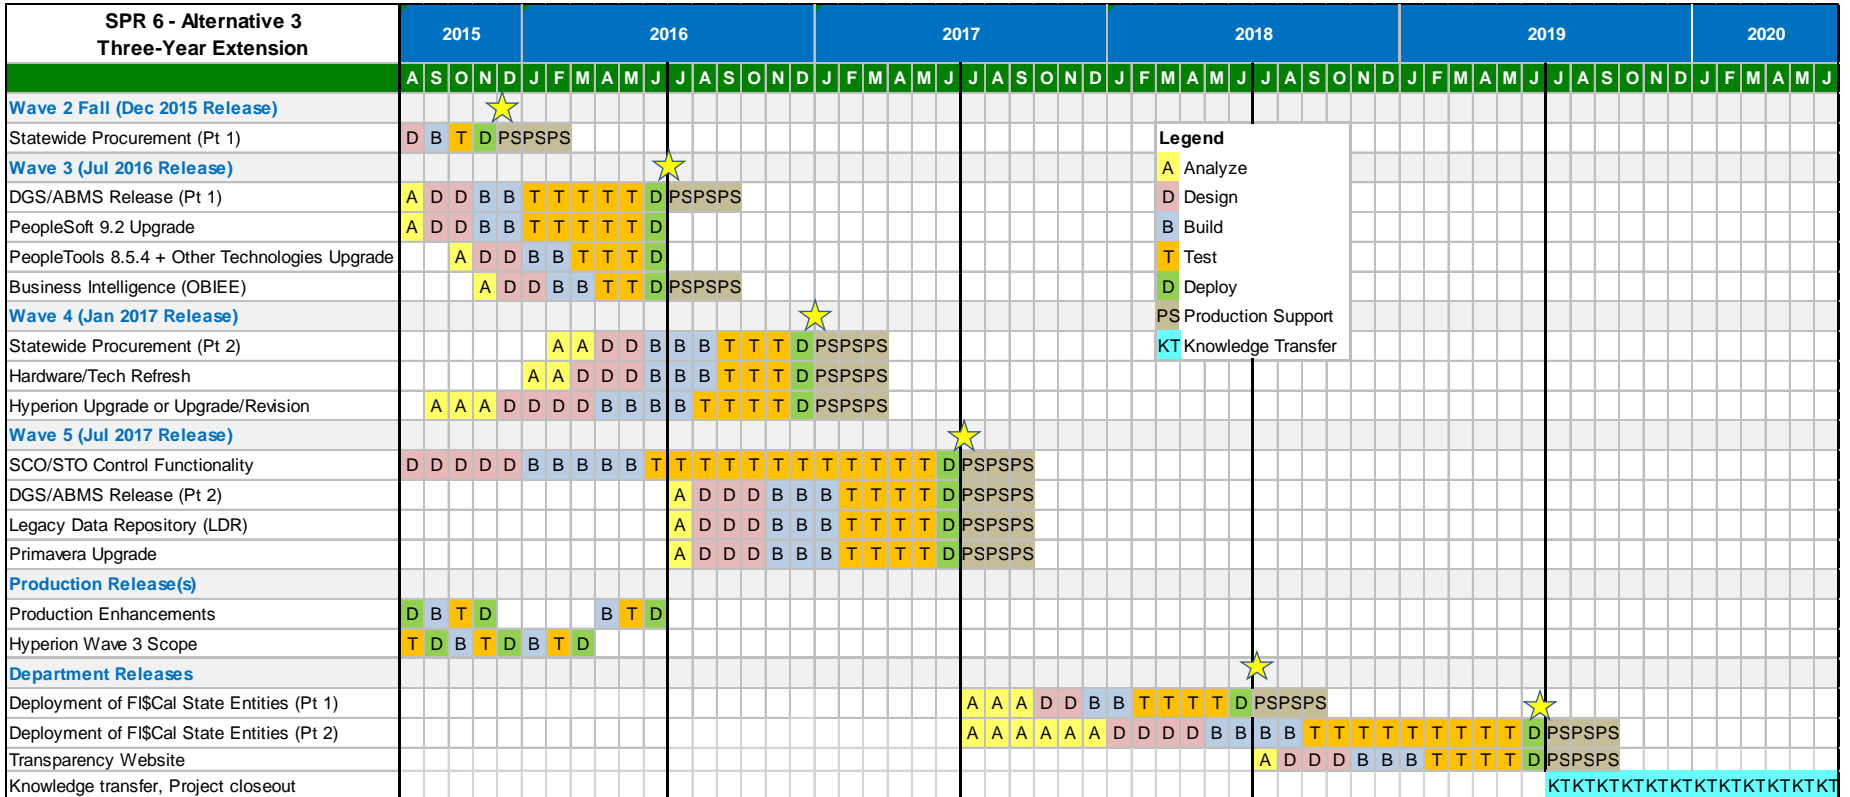 SPR 6 - Alternative 3
Three-Year Extension
2015 2016 2017 2018 2019 2020
A S O N D J F M A M J J A S O N D J F M A M J J A S O N D J F M A M J J A S O N D J F M A M J J A S O N D J F M A M J
Wave 2 Fall (Dec 2015 Release)
Statewide Procurement (Pt 1) D B T D PSPSPS
Wave 3 (Jul 2016 Release)
DGS/ABMS Release (Pt 1) A D D B B T T T T T D PSPSPS
PeopleSoft 9.2 Upgrade A D D B B T T T T T D
PeopleTools 8.5.4 + Other Technologies Upgrade A D D B B T T T D
Business Intelligence (OBIEE) A D D B B T T D PSPSPS
Wave 4 (Jan 2017 Release)
Statewide Procurement (Pt 2) A A D D B B B T T T D PSPSPS
Hardware/Tech Refresh A A D D D B B B T T T D PSPSPS
Hyperion Upgrade or Upgrade/Revision A A A D D D D B B B B T T T T D PSPSPS
Wave 5 (Jul 2017 Release)
SCO/STO Control Functionality D D D D D B B B B B T T T T T T T T T T T T D PSPSPS
DGS/ABMS Release (Pt 2) A D D D B B B T T T T D PSPSPS
Legacy Data Repository (LDR) A D D D B B B T T T T D PSPSPS
Primavera Upgrade A D D D B B B T T T T D PSPSPS
Production Release(s)
Production Enhancements D B T D B T D
Hyperion Wave 3 Scope T D B T D B T D
Department Releases
Deployment of FI$Cal State Entities (Pt 1) A A A D D B B T T T T D PSPSPS
Deployment of FI$Cal State Entities (Pt 2) A A A A A A D D D D B B B B T T T T T T T T T D PSPSPS
Transparency Website A D D D B B B T T T T D PSPSPS
Knowledge transfer, Project closeout KTKTKTKTKTKTKTKTKTKTKTKT
Legend
A Analyze
D Design
B Build
T Test
D Deploy
PS Production Support
KT Knowledge Transfer